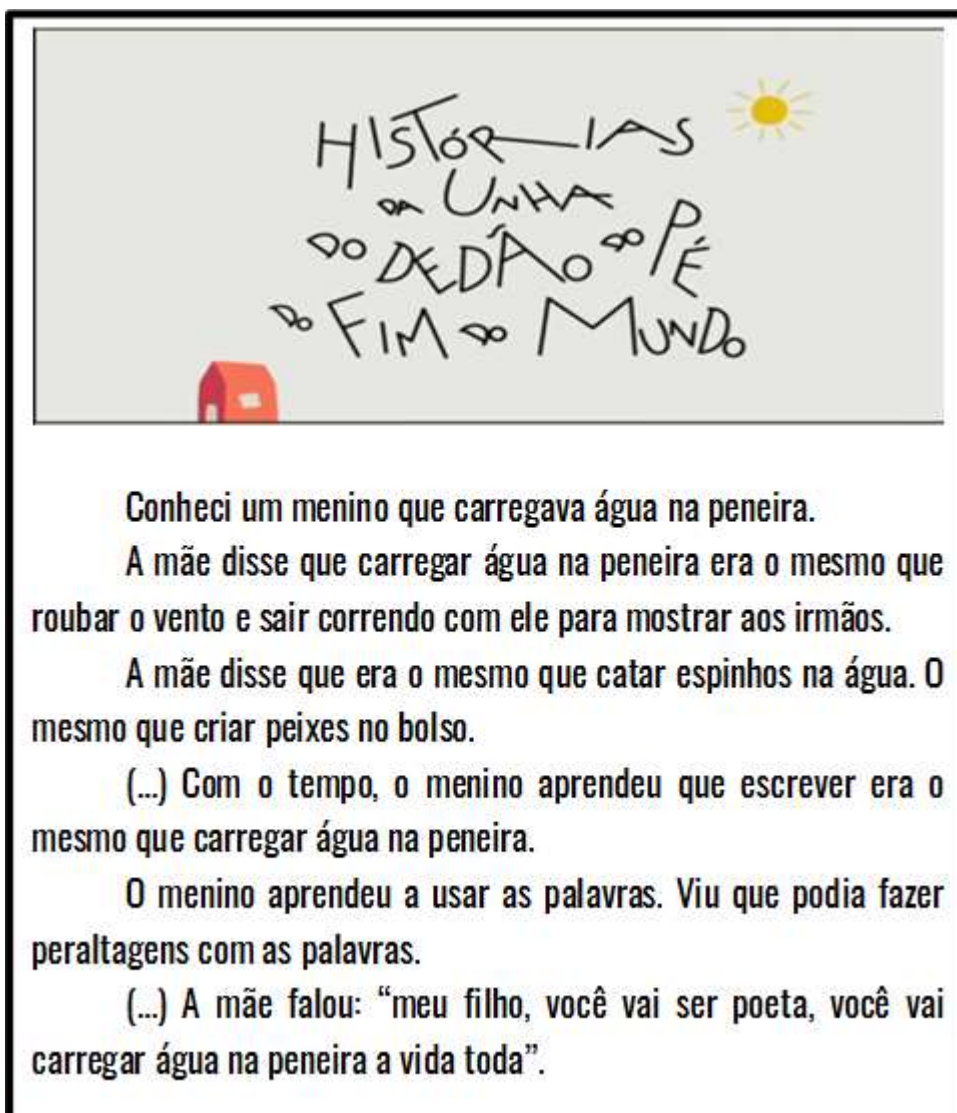 HISTÓRIAS
DA UNHA
DO DEDÃO DO PÉ
DO FIM DO MUNDO
Conheci um menino que carregava água na peneira.
A mãe disse que carregar água na peneira era o mesmo que
roubar o vento e sair correndo com ele para mostrar aos irmãos.
A mãe disse que era o mesmo que catar espinhos na água. O
mesmo que criar peixes no bolso.
(...) Com o tempo, o menino aprendeu que escrever era o
mesmo que carregar água na peneira.
O menino aprendeu a usar as palavras. Viu que podia fazer
peraltagens com as palavras.
(...) A mãe falou: “meu filho, você vai ser poeta, você vai
carregar água na peneira a vida toda”.